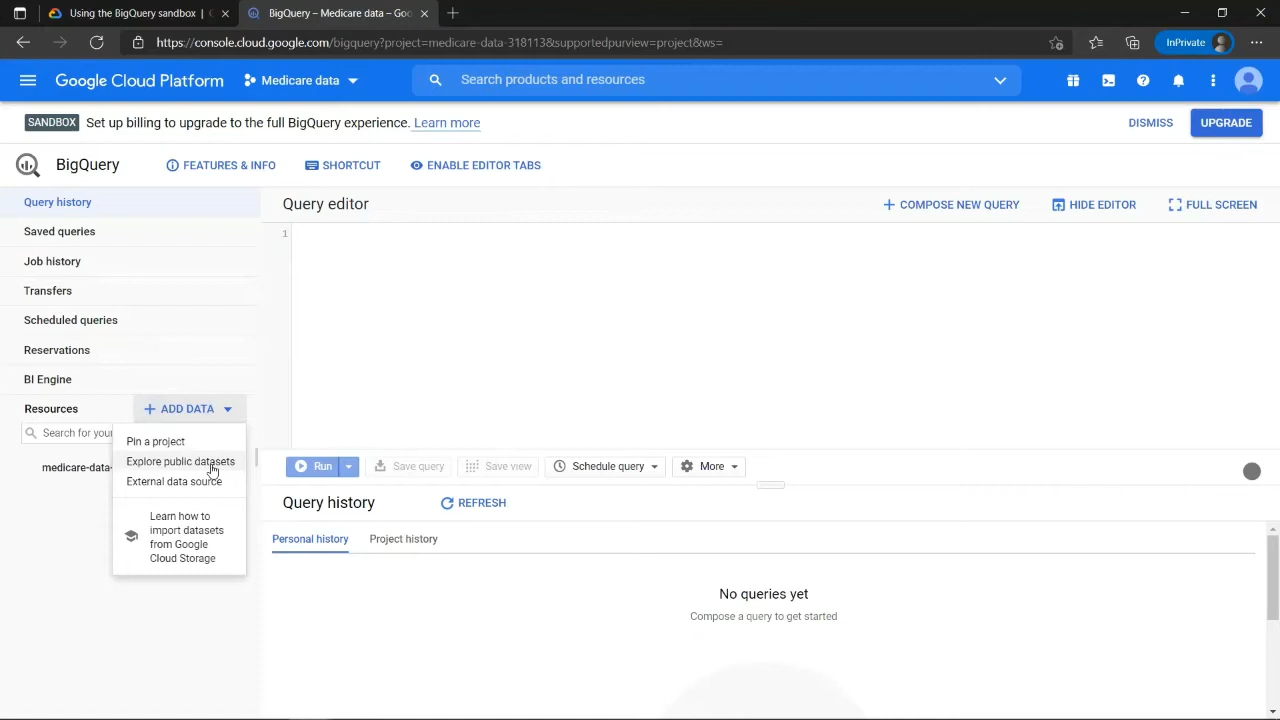 Using the BigQuery sandbox |
BigQuery – Medicare data – Goo
https://console.cloud.google.com/bigquery?project=medicare-data-318113&supportedpurview=project&ws=
InPrivate
Google Cloud Platform
Medicare data
Search products and resources
SANDBOX Set up billing to upgrade to the full BigQuery experience. Learn more
DISMISS
UPGRADE
BigQuery
FEATURES & INFO
SHORTCUT
ENABLE EDITOR TABS
Query history
Saved queries
Job history
Transfers
Scheduled queries
Reservations
BI Engine
Resources
+ ADD DATA
Search for your
medicare-data-
Pin a project
Explore public datasets
External data source
Learn how to
import datasets
from Google
Cloud Storage
Query editor
+ COMPOSE NEW QUERY
HIDE EDITOR
FULL SCREEN
1
Run
Save query
Save view
Schedule query
More
Query history
REFRESH
Personal history
Project history
No queries yet
Compose a query to get started